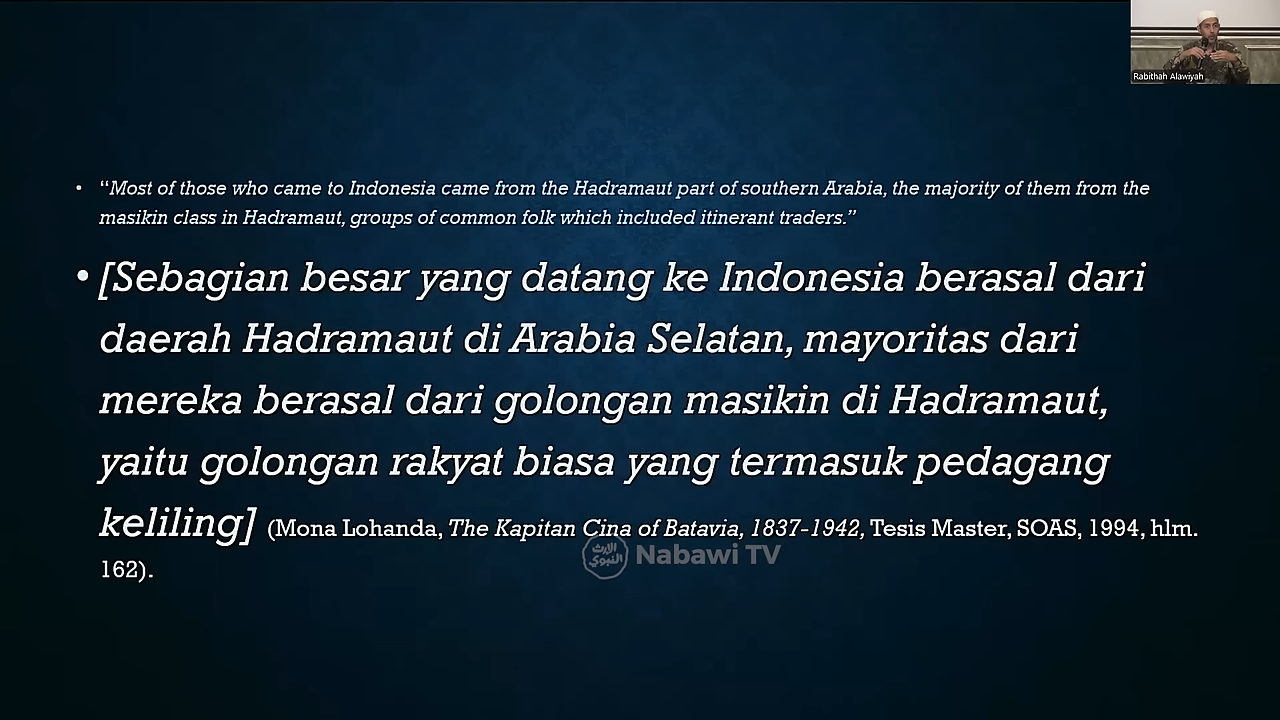 Rabithah Alawiyah
• “Most of those who came to Indonesia came from the Hadramaut part of southern Arabia, the majority of them from the
masikin class in Hadramaut, groups of common folk which included itinerant traders.”
• [Sebagian besar yang datang ke Indonesia berasal dari
daerah Hadramaut di Arabia Selatan, mayoritas dari
mereka berasal dari golongan masikin di Hadramaut,
yaitu golongan rakyat biasa yang termasuk pedagang
keliling] (Mona Lohanda, The Kapitan Cina of Batavia, 1837-1942, Tesis Master, SOAS, 1994, hlm.
162).
الإرث
النبوي
Nabawi TV